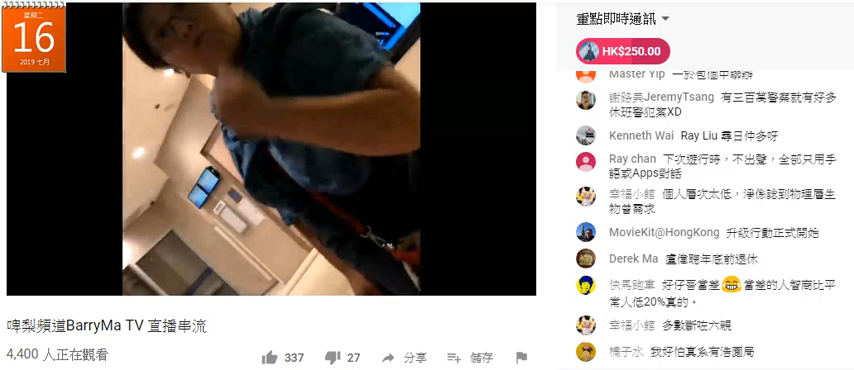 星期二
16
2019 七月
啤梨頻道BarryMa TV 直播串流
4,400 人正在觀看
337
27
分享
儲存
重點即時通訊
HK$250.00
Master Yip 一於包個中聯辦
謝路英JeremyTsang 有三百萬警察就有好多
休班警犯案XD
Kenneth Wai Ray Liu 尋日仲多呀
Ray chan 下次遊行時，不出聲，全部只用手
語或Apps對話
幸福小館 個人層次太低，淨係諗到物理層生
物曾需求
MovieKit@HongKong 升級行動正式開始
Derek Ma 盧偉聰年底前退休
快馬跑車 好仔吾當差😂當差的人智商比平
常人低20%真的。
幸福小館 多數斷咗六親
橘子水 我好怕真系有浩園局